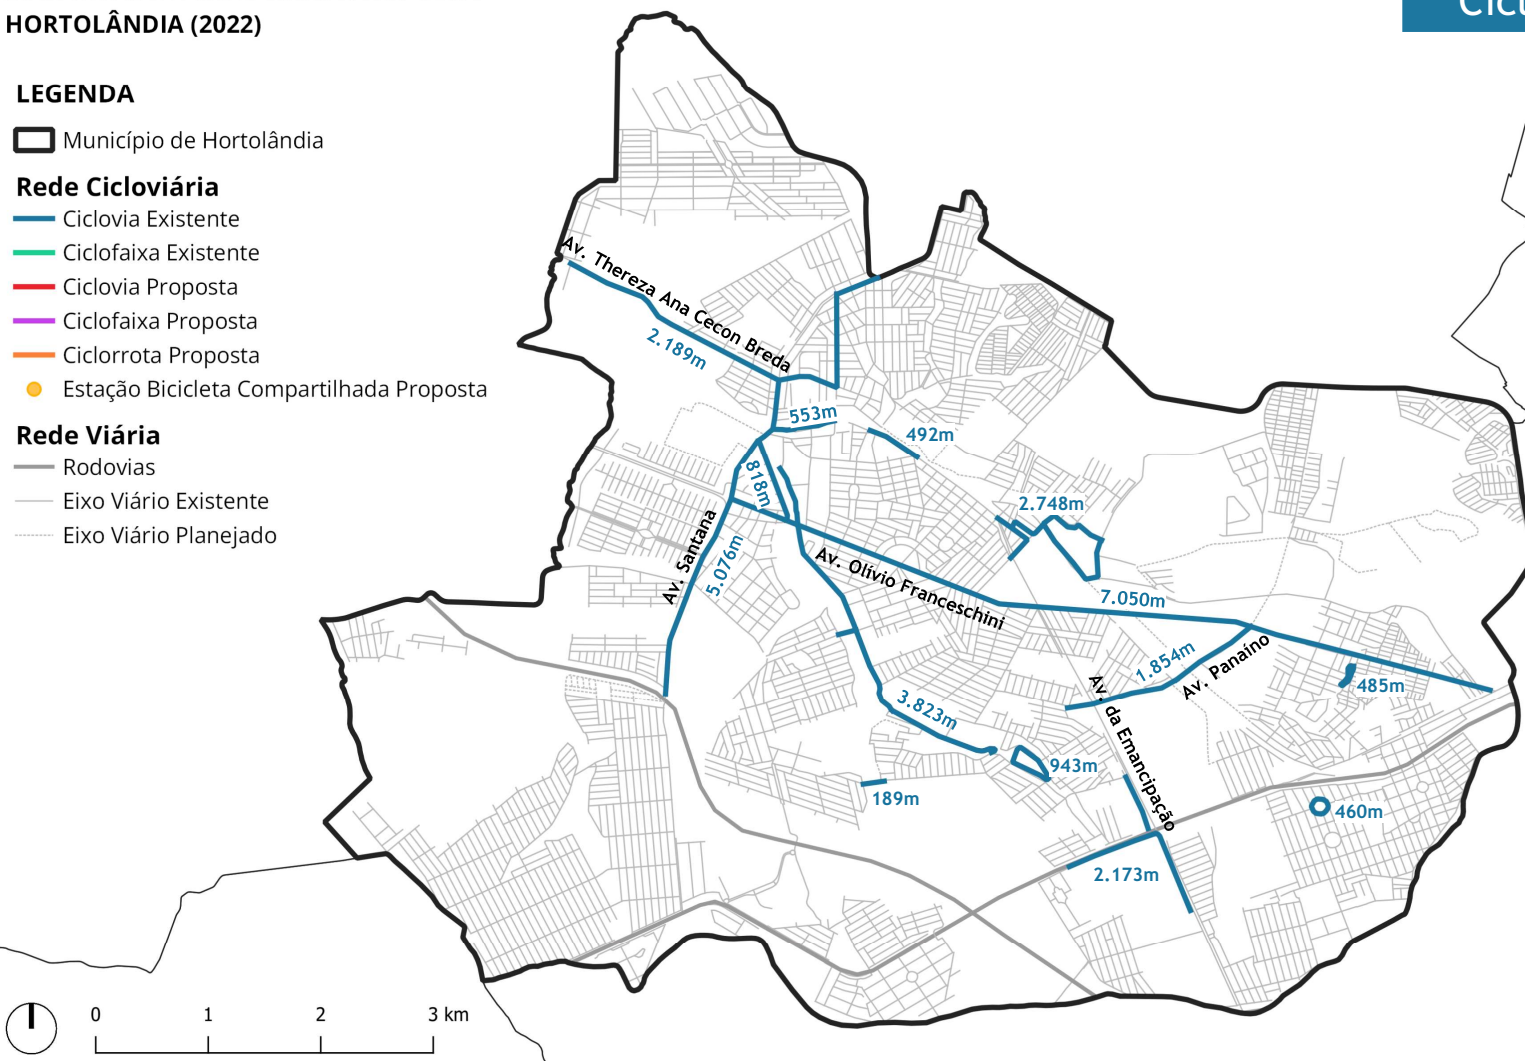 HORTOLÂNDIA (2022)
LEGENDA
Município de Hortolândia
Rede Cicloviária
Ciclovia Existente
Ciclofaixa Existente
Ciclovia Proposta
Ciclofaixa Proposta
Ciclorrota Proposta
Estação Bicicleta Compartilhada Proposta
Rede Viária
Rodovias
Eixo Viário Existente
Eixo Viário Planejado
0 1 2 3 km
Av. Thereza Ana Cecon Breda
2.189m
553m
492m
818m
2.748m
Av. Santana
5.076m
Av. Olívio Franceschini
7.050m
1.854m
Av. Panaíno
485m
3.823m
Av. da Emancipação
943m
189m
460m
2.173m